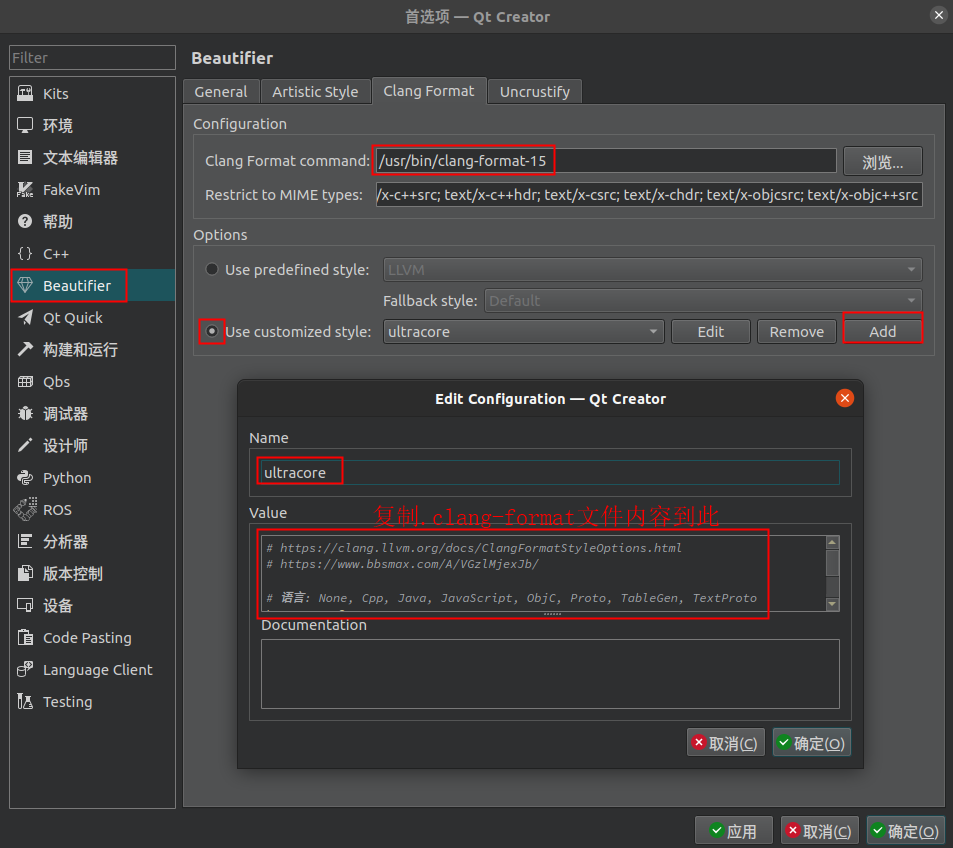 首选项 — Qt Creator
Filter
Kits
环境
文本编辑器
FakeVim
帮助
C++
Beautifier
Qt Quick
构建和运行
Qbs
调试器
设计师
Python
ROS
分析器
版本控制
设备
Code Pasting
Language Client
Testing
Beautifier
General Artistic Style Clang Format Uncrustify
Configuration
Clang Format command: /usr/bin/clang-format-15 浏览...
Restrict to MIME types: /x-c++src; text/x-c++hdr; text/x-csrc; text/x-chdr; text/x-objcsrc; text/x-objc++src
Options
Use predefined style: LLVM
Fallback style: Default
Use customized style: ultracore Edit Remove Add
Edit Configuration — Qt Creator
Name
ultracore
Value 复制.clang-format文件内容到此
# https://clang.llvm.org/docs/ClangFormatStyleOptions.html
# https://www.bbsmax.com/A/VGzlMjexJb/
# 语言: None, Cpp, Java, JavaScript, ObjC, Proto, TableGen, TextProto
Documentation
取消(C) 确定(O)
应用 取消(C) 确定(O)